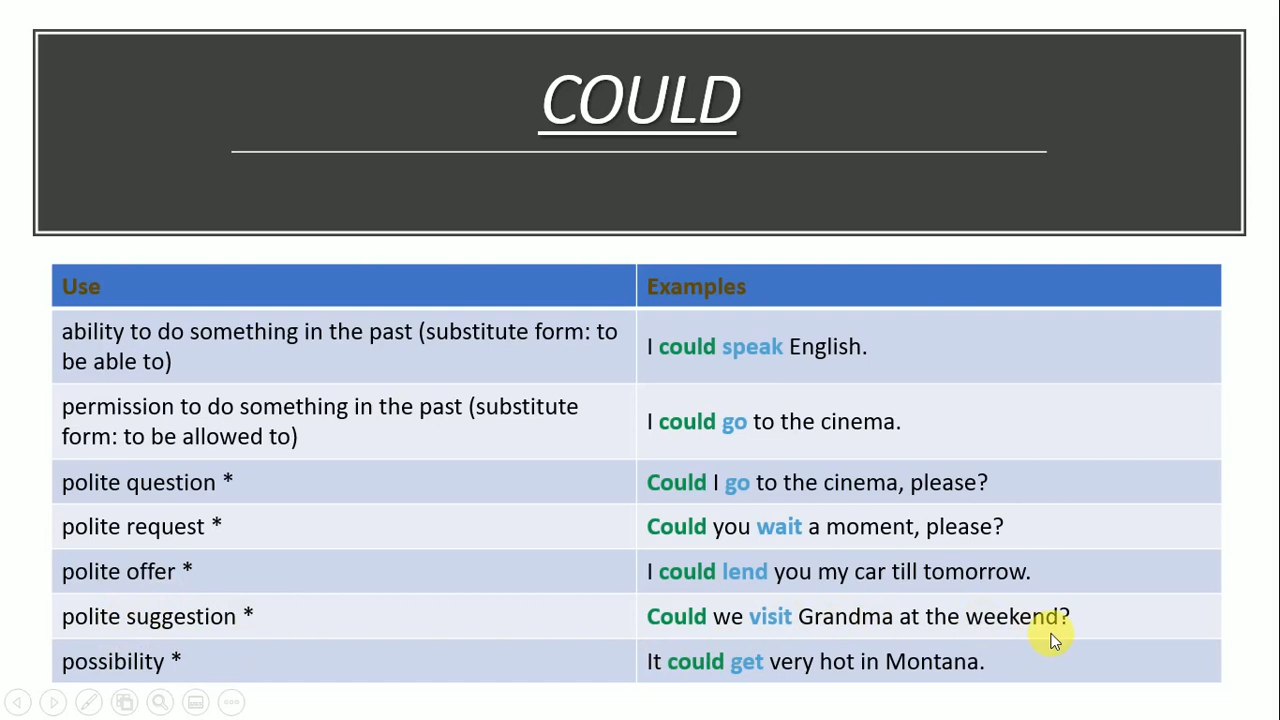 COULD
Use
Examples
ability to do something in the past (substitute form: to
be able to)
I could speak English.
permission to do something in the past (substitute
form: to be allowed to)
I could go to the cinema.
polite question *
Could I go to the cinema, please?
polite request *
Could you wait a moment, please?
polite offer *
I could lend you my car till tomorrow.
polite suggestion *
Could we visit Grandma at the weekend?
possibility *
It could get very hot in Montana.